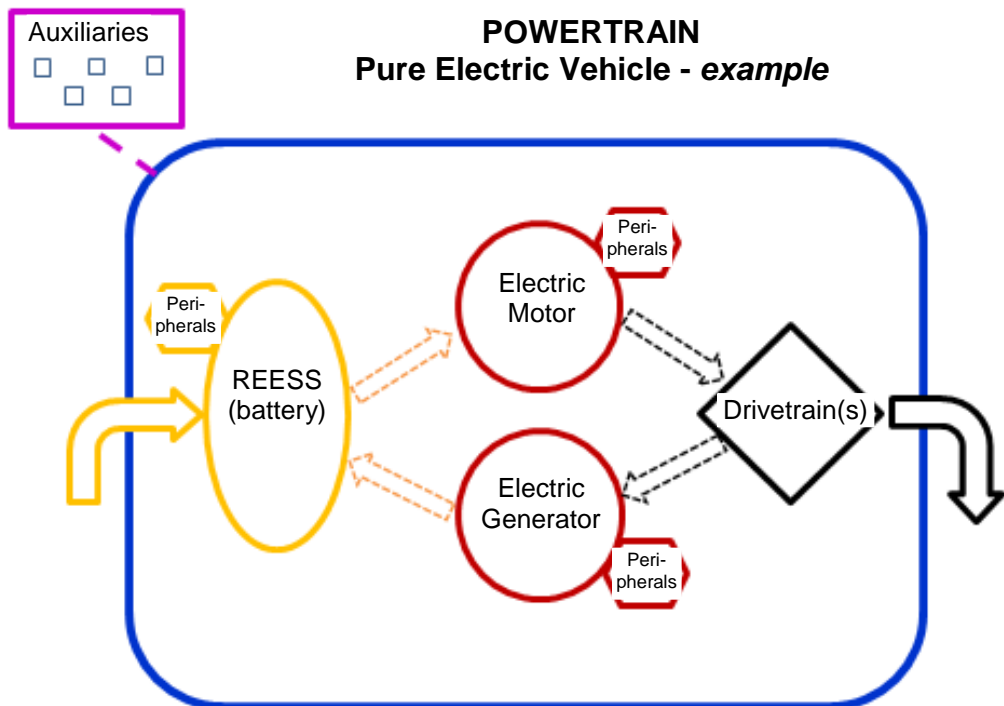 Auxiliaries
POWERTRAIN
Pure Electric Vehicle - example
Peri-
pherals
Electric
Motor
Peri-
pherals
REESS
(battery)
Drivetrain(s)
Electric
Generator
Peri-
pherals